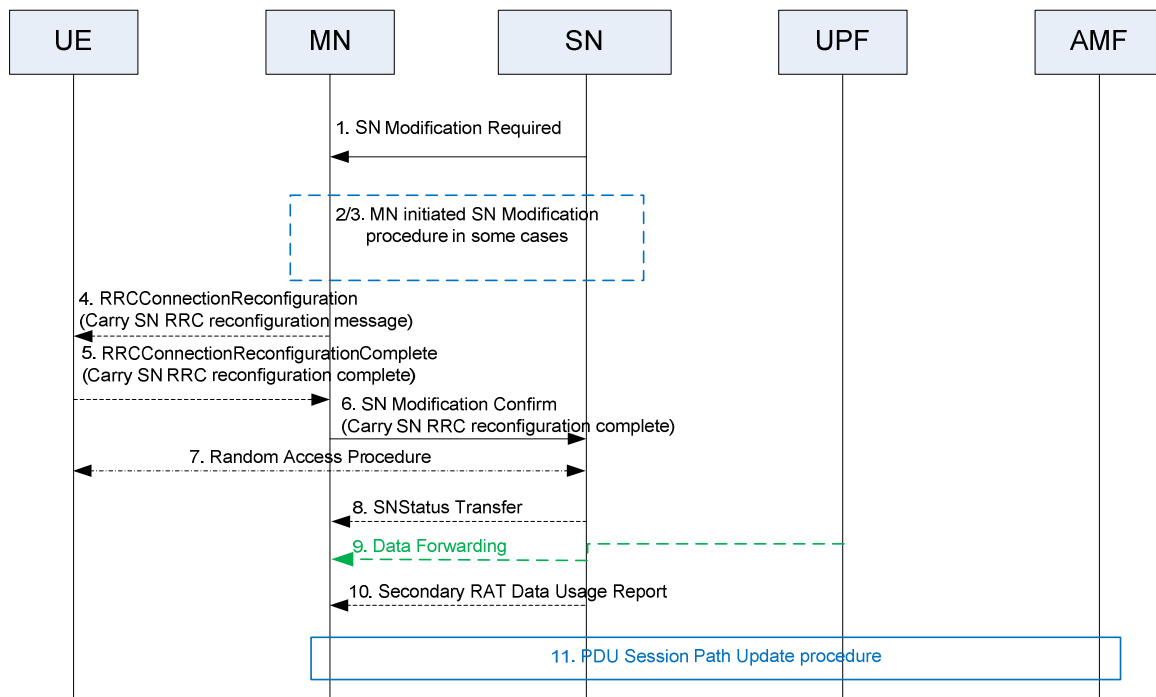 UE
MN
SN
UPF
AMF
1. SN Modification Required
2/3. MN initiated SN Modification
procedure in some cases
4. RRCConnectionReconfiguration
(Carry SN RRC reconfiguration message)
5. RRCConnectionReconfigurationComplete
(Carry SN RRC reconfiguration complete)
6. SN Modification Confirm
(Carry SN RRC reconfiguration complete)
7. Random Access Procedure
8. SNStatus Transfer
9. Data Forwarding
10. Secondary RAT Data Usage Report
11. PDU Session Path Update procedure